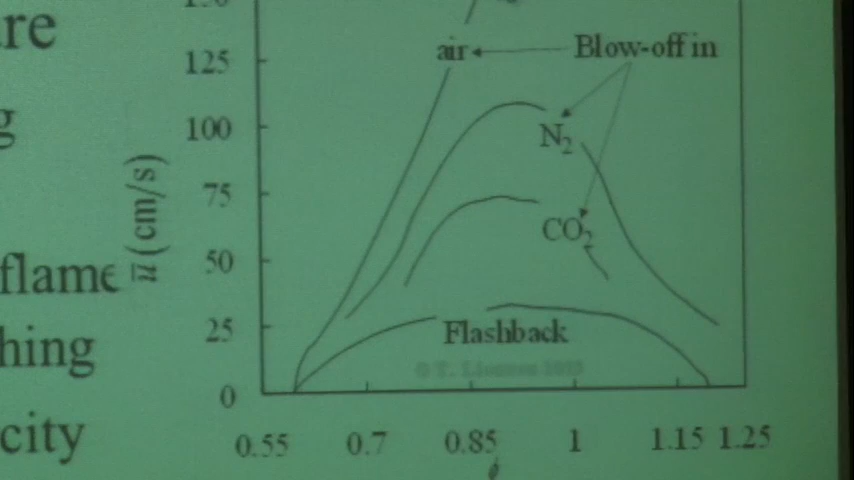 are
125
air
Blow-off in
g
100
N2
75
u̅ (cm/s)
CO2
50
flame
25
Flashback
hing
0
city
0.55 0.7 0.85 1 1.15 1.25
ϕ